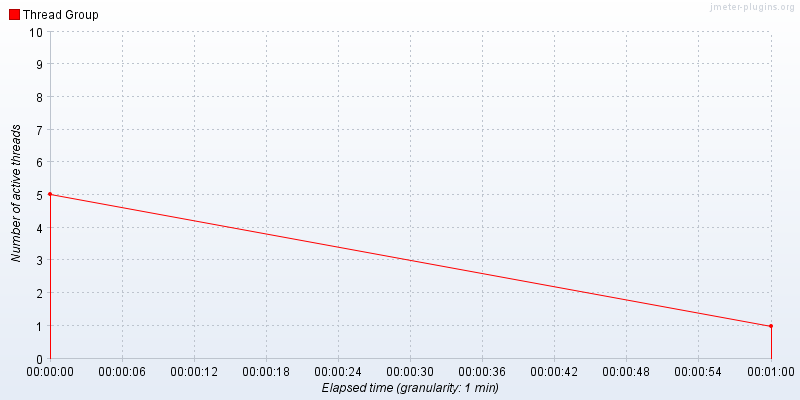 jmeter-plugins.org
Thread Group
10
9
8
7
6
5
4
3
2
1
0
Number of active threads
00:00:00 00:00:06 00:00:12 00:00:18 00:00:24 00:00:30 00:00:36 00:00:42 00:00:48 00:00:54 00:01:00
Elapsed time (granularity: 1 min)